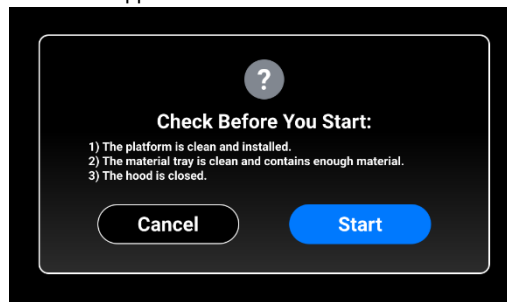 ?
Check Before You Start:
1) The platform is clean and installed.
2) The material tray is clean and contains enough material.
3) The hood is closed.
Cancel
Start